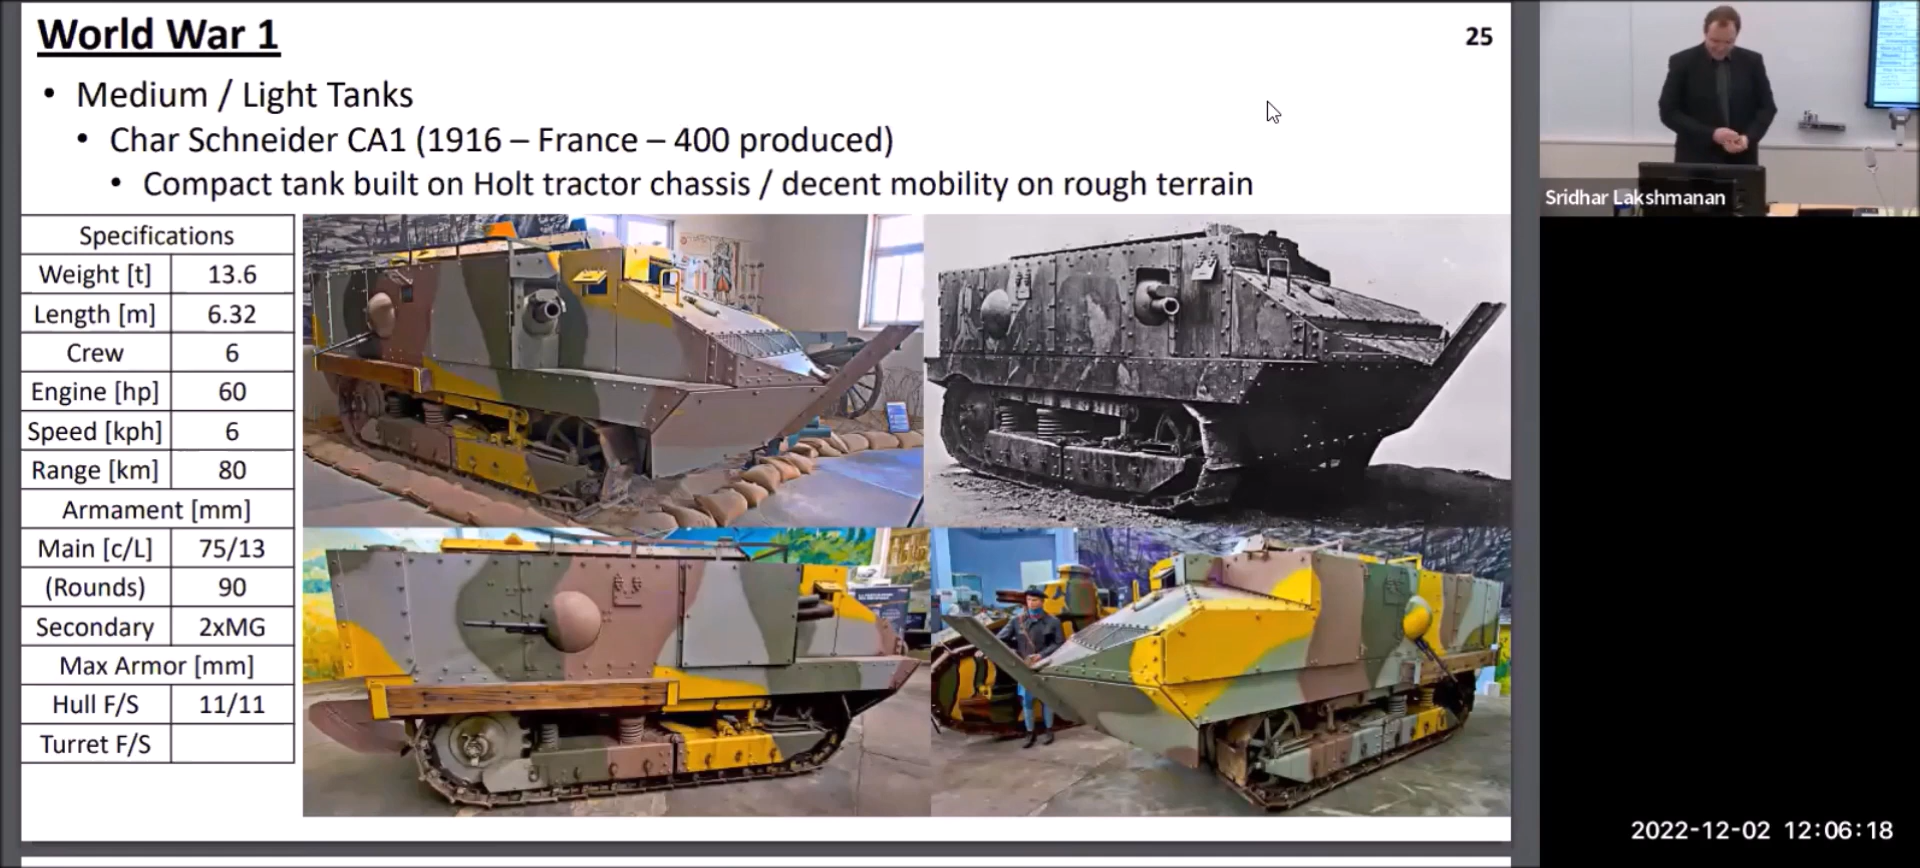 World War 1
25
• Medium / Light Tanks
• Char Schneider CA1 (1916 – France – 400 produced)
• Compact tank built on Holt tractor chassis / decent mobility on rough terrain
Specifications
Weight [t] 13.6
Length [m] 6.32
Crew 6
Engine [hp] 60
Speed [kph] 6
Range [km] 80
Armament [mm]
Main [c/L] 75/13
(Rounds) 90
Secondary 2xMG
Max Armor [mm]
Hull F/S 11/11
Turret F/S
Sridhar Lakshmanan
2022-12-02 12:06:18